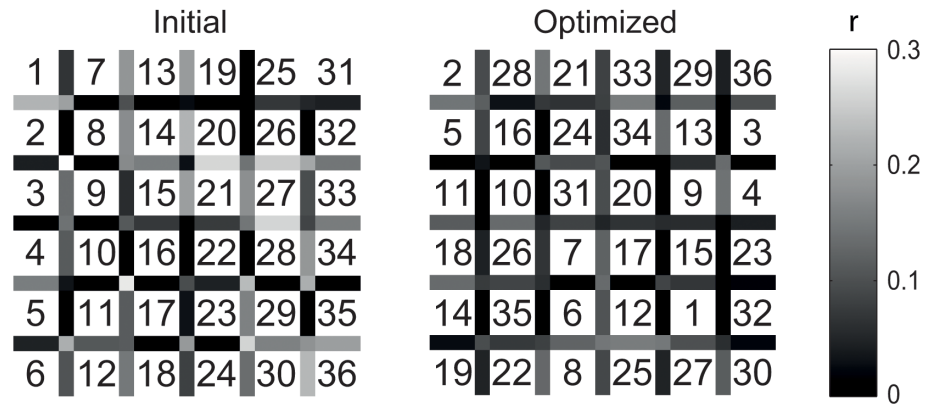 Initial Optimized r
1 7 13 19 25 31 2 28 21 33 29 36 0.3
2 8 14 20 26 32 5 16 24 34 13 3
0.2
3 9 15 21 27 33 11 10 31 20 9 4
4 10 16 22 28 34 18 26 7 17 15 23
0.1
5 11 17 23 29 35 14 35 6 12 1 32
6 12 18 24 30 36 19 22 8 25 27 30
0